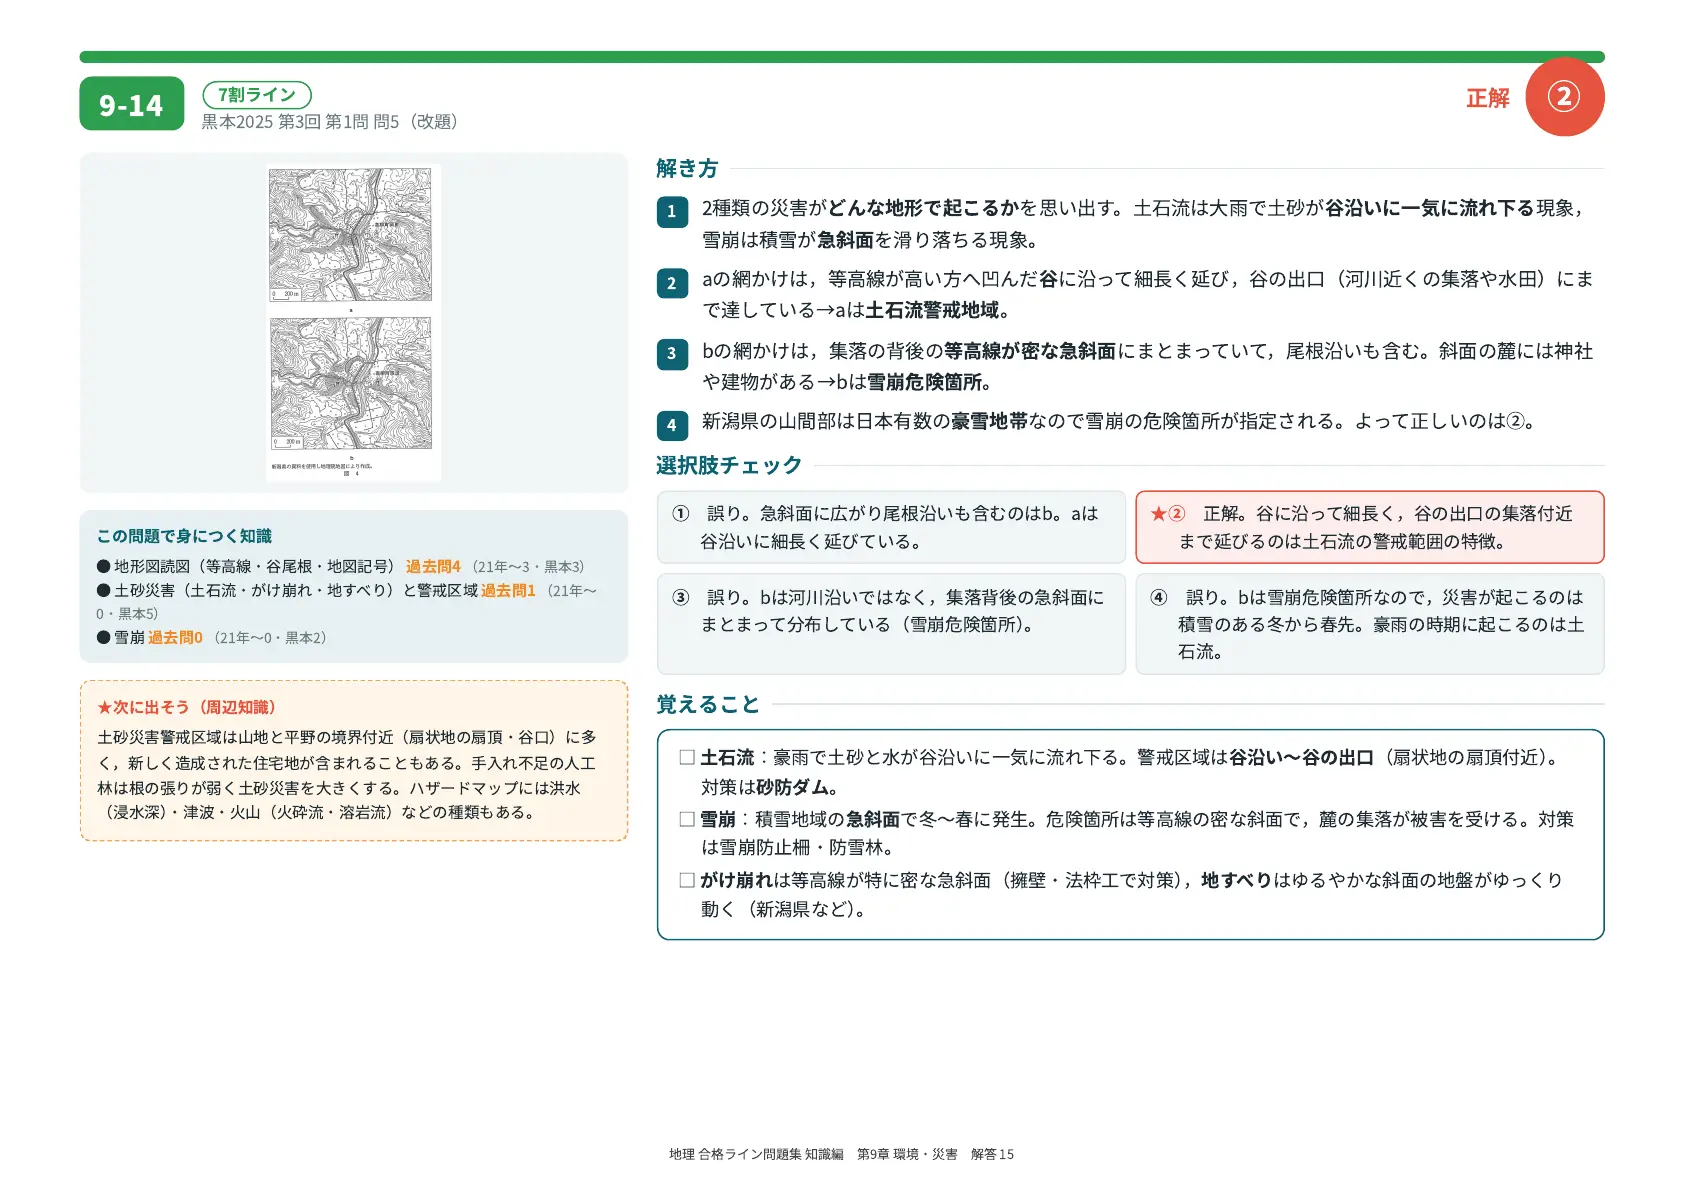 9-14
7割ライン
黒本2025 第3回 第1問 問5（改題）
正解 ②
0 200 m
a
0 200 m
b
新潟県の資料を使用し地理院地図により作成。
図 4
この問題で身につく知識
●地形図読図（等高線・谷尾根・地図記号） 過去問4 （21年～3・黒本3）
●土砂災害（土石流・がけ崩れ・地すべり）と警戒区域 過去問1 （21年～
0・黒本5）
●雪崩 過去問0 （21年～0・黒本2）
★次に出そう（周辺知識）
土砂災害警戒区域は山地と平野の境界付近（扇状地の扇頂・谷口）に多
く，新しく造成された住宅地が含まれることもある。手入れ不足の人工
林は根の張りが弱く土砂災害を大きくする。ハザードマップには洪水
（浸水深）・津波・火山（火砕流・溶岩流）などの種類もある。
解き方
1 2種類の災害がどんな地形で起こるかを思い出す。土石流は大雨で土砂が谷沿いに一気に流れ下る現象，
雪崩は積雪が急斜面を滑り落ちる現象。
2 aの網かけは，等高線が高い方へ凹んだ谷に沿って細長く延び，谷の出口（河川近くの集落や水田）にま
で達している→aは土石流警戒地域。
3 bの網かけは，集落の背後の等高線が密な急斜面にまとまっていて，尾根沿いも含む。斜面の麓には神社
や建物がある→bは雪崩危険箇所。
4 新潟県の山間部は日本有数の豪雪地帯なので雪崩の危険箇所が指定される。よって正しいのは②。
選択肢チェック
① 誤り。急斜面に広がり尾根沿いも含むのはb。aは
谷沿いに細長く延びている。
★② 正解。谷に沿って細長く，谷の出口の集落付近
まで延びるのは土石流の警戒範囲の特徴。
③ 誤り。bは河川沿いではなく，集落背後の急斜面に
まとまって分布している（雪崩危険箇所）。
④ 誤り。bは雪崩危険箇所なので，災害が起こるのは
積雪のある冬から春先。豪雨の時期に起こるのは土
石流。
覚えること
□ 土石流：豪雨で土砂と水が谷沿いに一気に流れ下る。警戒区域は谷沿い～谷の出口（扇状地の扇頂付近）。
対策は砂防ダム。
□ 雪崩：積雪地域の急斜面で冬～春に発生。危険箇所は等高線の密な斜面で，麓の集落が被害を受ける。対策
は雪崩防止柵・防雪林。
□ がけ崩れは等高線が特に密な急斜面（擁壁・法枠工で対策），地すべりはゆるやかな斜面の地盤がゆっくり
動く（新潟県など）。
地理 合格ライン問題集 知識編 第9章 環境・災害 解答15